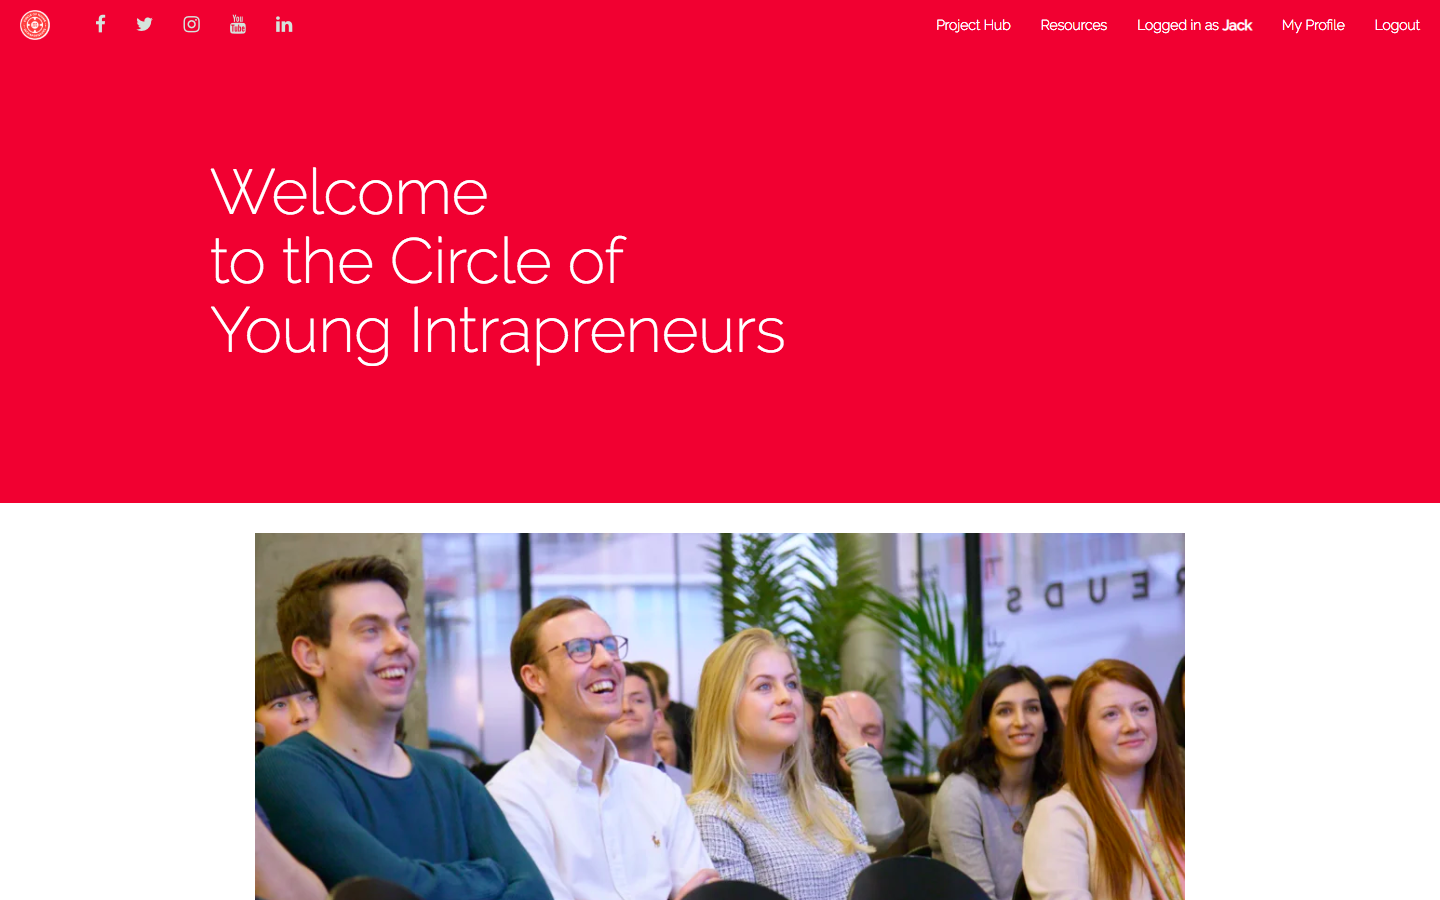 You Tube
Project Hub
Resources
Logged in as Jack
My Profile
Logout
Welcome
to the Circle of
Young Intrapreneurs
REUDS